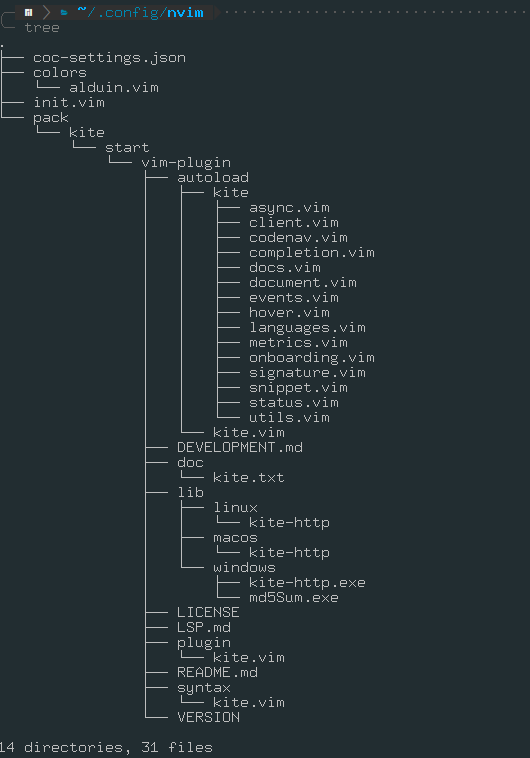 ~/.config/nvim
tree
.
├── coc-settings.json
├── colors
│   └── alduin.vim
├── init.vim
└── pack
    └── kite
        └── start
            └── vim-plugin
                ├── autoload
                │   ├── kite
                │   │   ├── async.vim
                │   │   ├── client.vim
                │   │   ├── codenav.vim
                │   │   ├── completion.vim
                │   │   ├── docs.vim
                │   │   ├── document.vim
                │   │   ├── events.vim
                │   │   ├── hover.vim
                │   │   ├── languages.vim
                │   │   ├── metrics.vim
                │   │   ├── onboarding.vim
                │   │   ├── signature.vim
                │   │   ├── snippet.vim
                │   │   ├── status.vim
                │   │   └── utils.vim
                │   └── kite.vim
                ├── DEVELOPMENT.md
                ├── doc
                │   └── kite.txt
                ├── lib
                │   ├── linux
                │   │   └── kite-http
                │   ├── macos
                │   │   └── kite-http
                │   └── windows
                │       ├── kite-http.exe
                │       └── md5Sum.exe
                ├── LICENSE
                ├── LSP.md
                ├── plugin
                │   └── kite.vim
                ├── README.md
                ├── syntax
                │   └── kite.vim
                └── VERSION
14 directories, 31 files